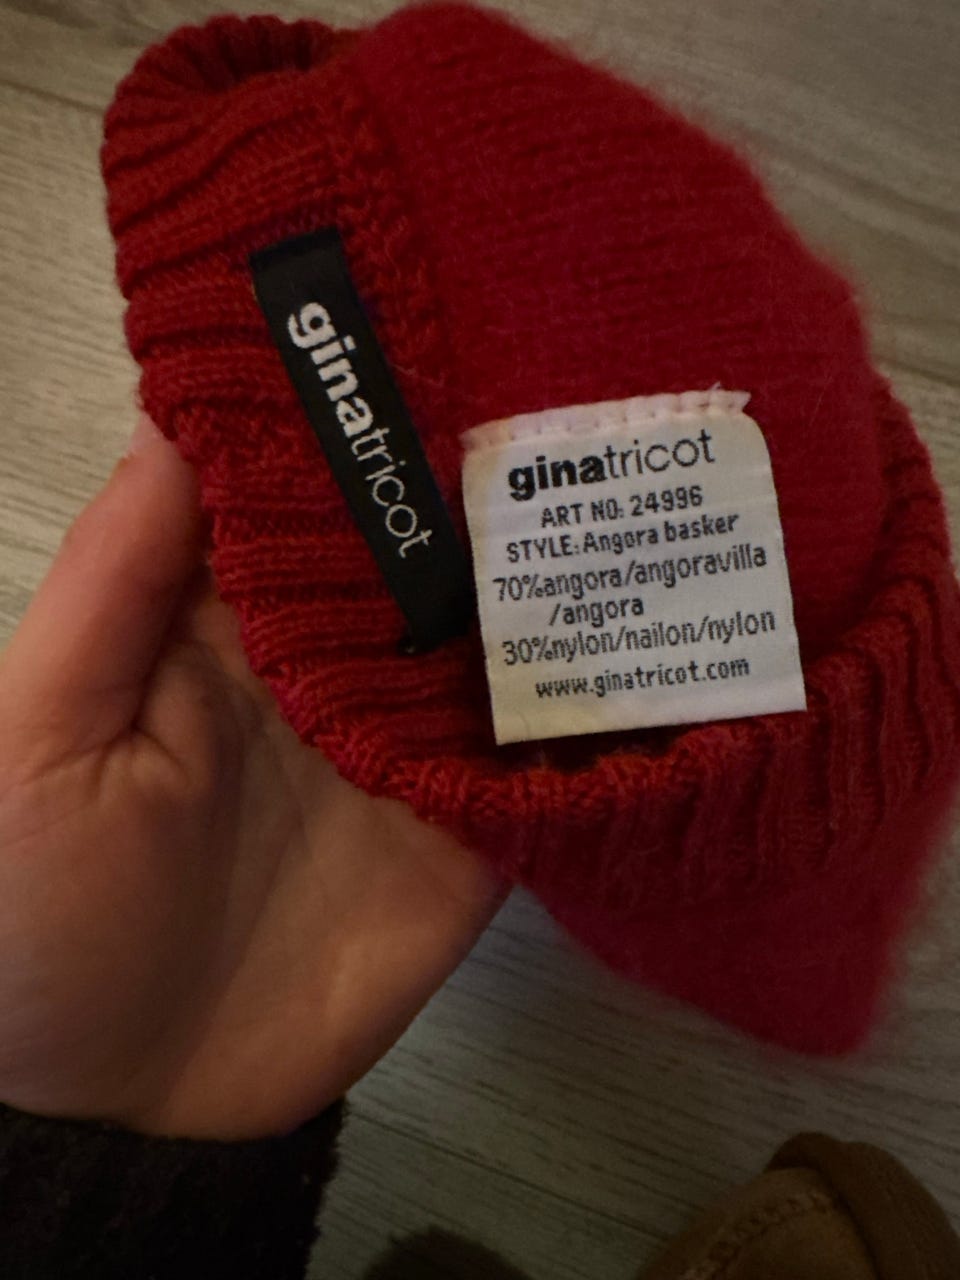 ginatricot
ginatricot
ART NO: 24996
STYLE: Angora basker
70%angora/angoravilla
/angora
30%nylon/nailon/nylon
www.ginatricot.com